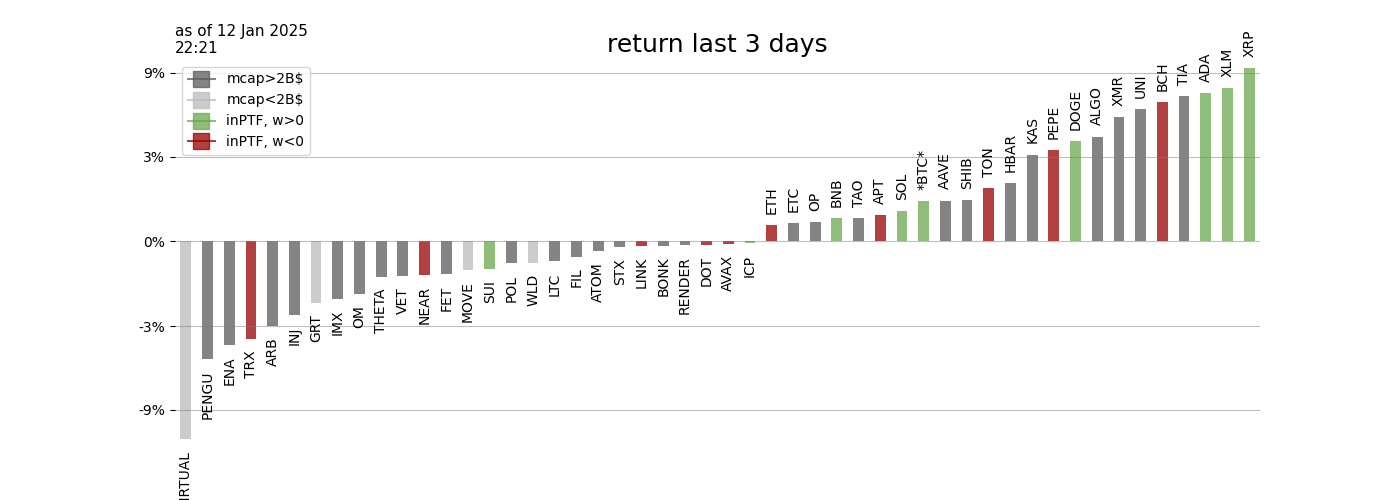 as of 12 Jan 2025
22:21
return last 3 days
mcap>2B$
mcap<2B$
inPTF, w>0
inPTF, w<0
9%
3%
0%
-3%
-9%
IRTUAL
PENGU
ENA
TRX
ARB
INJ
GRT
IMX
OM
THETA
VET
NEAR
FET
MOVE
SUI
POL
WLD
LTC
FIL
ATOM
STX
LINK
BONK
RENDER
DOT
AVAX
ICP
ETH
ETC
OP
BNB
TAO
APT
SOL
*BTC*
AAVE
SHIB
TON
HBAR
KAS
PEPE
DOGE
ALGO
XMR
UNI
BCH
TIA
ADA
XLM
XRP